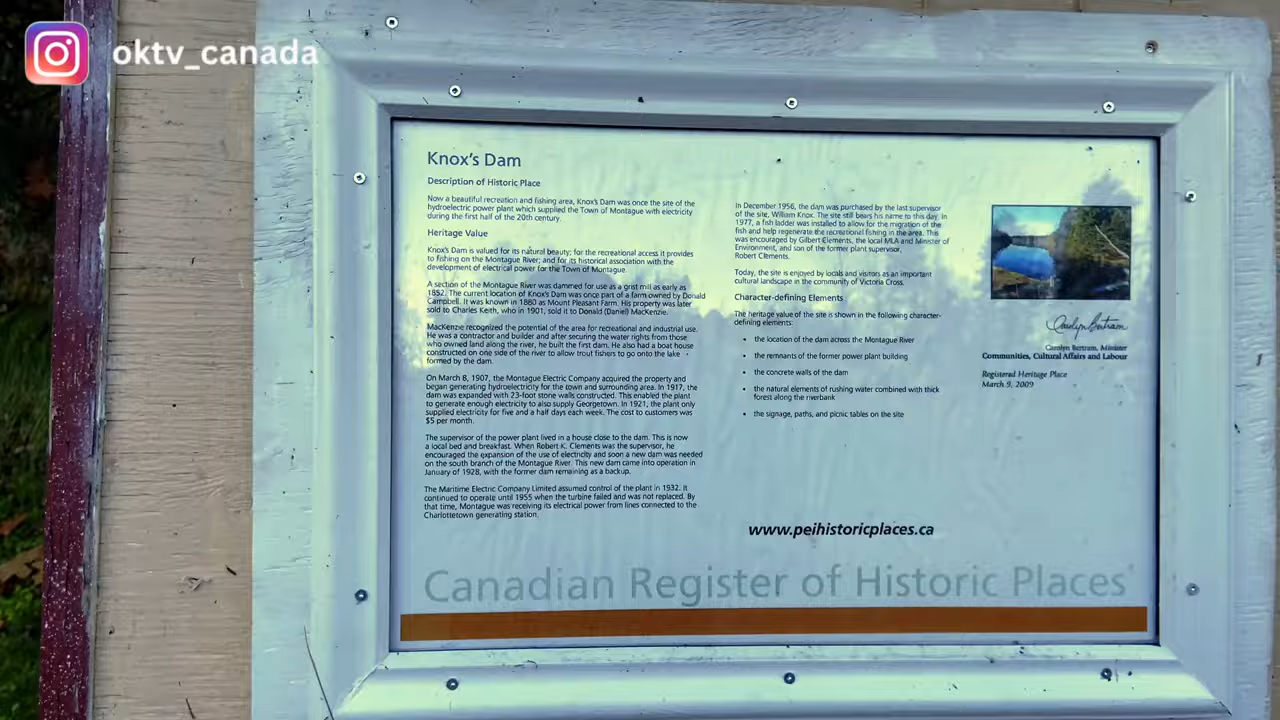 oktv_canada
Knox's Dam
Description of Historic Place
Now a beautiful recreation and fishing area, Knox's Dam was once the site of the
hydroelectric power plant which supplied the Town of Montague with electricity
during the first half of the 20th century.
Heritage Value
Knox's Dam is valued for its natural beauty; for the recreational access it provides
to fishing on the Montague River; and for its historical association with the
development of electrical power for the Town of Montague.
A section of the Montague River was dammed for use as a grist mill as early as
1852. The current location of Knox's Dam was once part of a farm owned by Donald
Campbell. It was known in 1880 as Mount Pleasant Farm. His property was later
sold to Charles Keith, who in 1901, sold it to Donald (Daniel) MacKenzie.
MacKenzie recognized the potential of the area for recreational and industrial use.
He was a contractor and builder and after securing the water rights from those
who owned land along the river, he built the first dam. He also had a boat house
constructed on one side of the river to allow trout fishers to go onto the lake
formed by the dam.
On March 8, 1907, the Montague Electric Company acquired the property and
began generating hydroelectricity for the town and surrounding area. In 1917, the
dam was expanded with 23-foot stone walls constructed. This enabled the plant
to generate enough electricity to also supply Georgetown. In 1921, the plant only
supplied electricity for five and a half days each week. The cost to customers was
$5 per month.
The supervisor of the power plant lived in a house close to the dam. This is now
a local bed and breakfast. When Robert K. Clements was the supervisor, he
encouraged the expansion of the use of electricity and soon a new dam was needed
on the south branch of the Montague River. This new dam came into operation in
January of 1928, with the former dam remaining as a backup.
The Maritime Electric Company Limited assumed control of the plant in 1932. It
continued to operate until 1955 when the turbine failed and was not replaced. By
that time, Montague was receiving its electrical power from lines connected to the
Charlottetown generating station.
In December 1956, the dam was purchased by the last supervisor
of the site, William Knox. The site still bears his name to this day. In
1977, a fish ladder was installed to allow for the migration of the
fish and help regenerate the recreational fishing in the area. This
was encouraged by Gilbert Clements, the local MLA and Minister of
Environment, and son of the former plant supervisor,
Robert Clements.
Today, the site is enjoyed by locals and visitors as an important
cultural landscape in the community of Victoria Cross.
Character-defining Elements
The heritage value of the site is shown in the following character-
defining elements:
• the location of the dam across the Montague River
• the remnants of the former power plant building
• the concrete walls of the dam
• the natural elements of rushing water combined with thick
forest along the riverbank
• the signage, paths, and picnic tables on the site
Carolyn Bertram
Carolyn Bertram, Minister
Communities, Cultural Affairs and Labour
Registered Heritage Place
March 9, 2009
www.peihistoricplaces.ca
Canadian Register of Historic Places